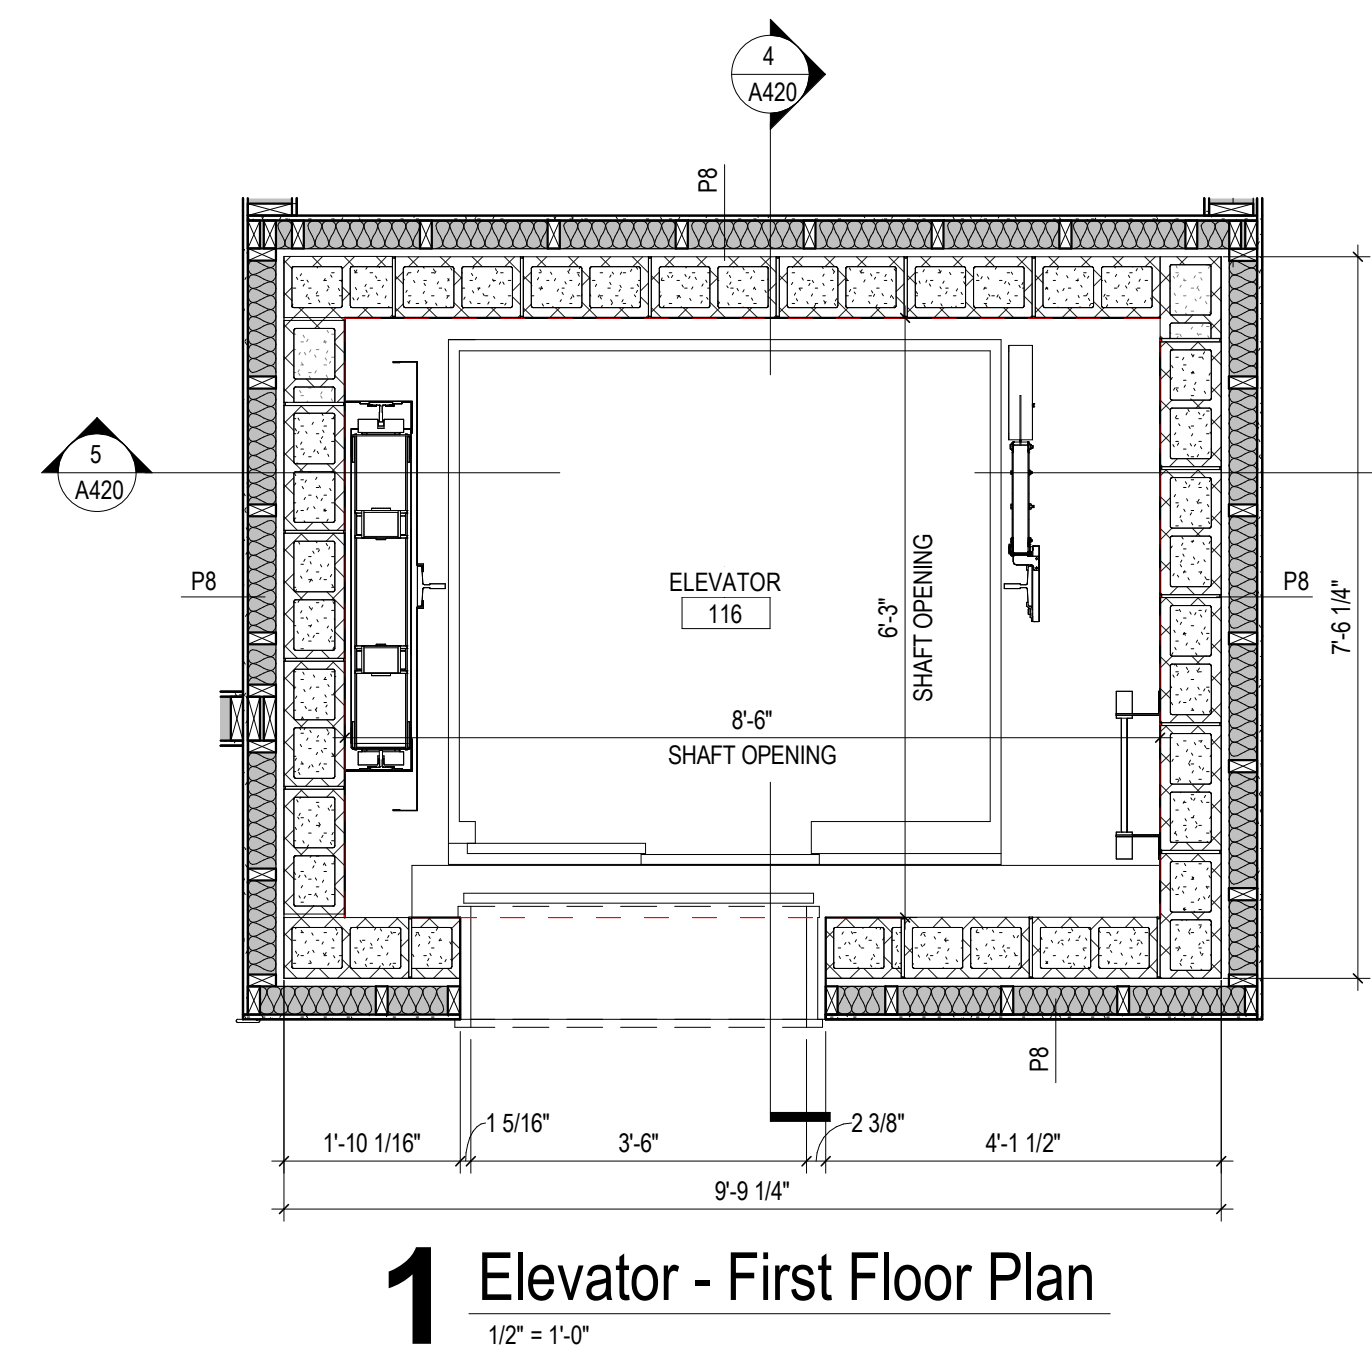 4
A420
P8
5
A420
P8
ELEVATOR
116
6'-3"
SHAFT OPENING
P8
7'-6 1/4"
8'-6"
SHAFT OPENING
P8
1'-10 1/16"
1 5/16"
3'-6"
2 3/8"
4'-1 1/2"
9'-9 1/4"
1 Elevator - First Floor Plan
1/2" = 1'-0"